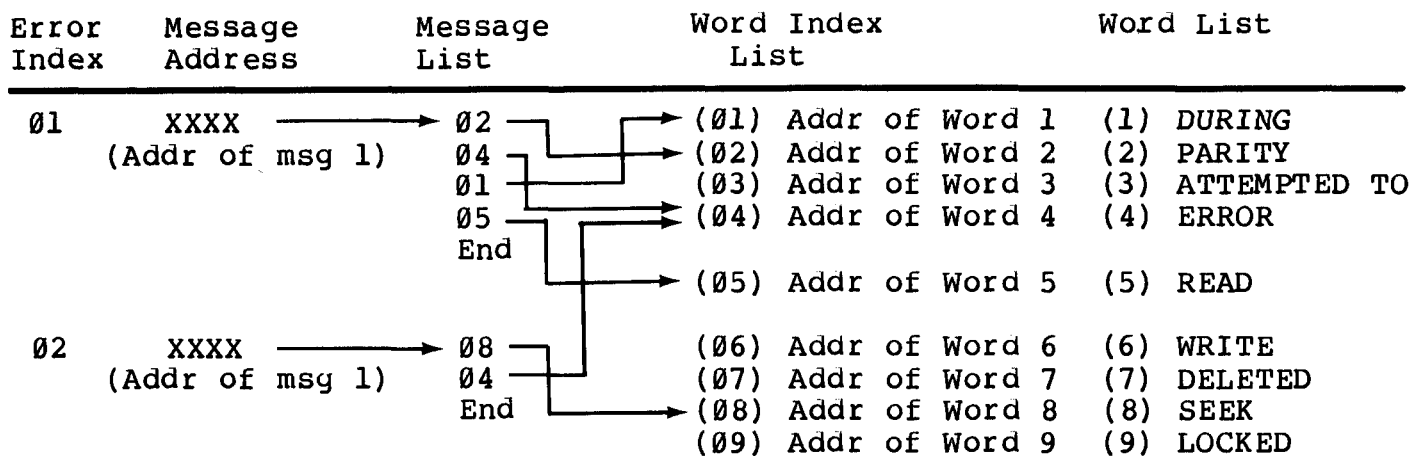 Error Message Message Word Index Word List
Index Address List List
Ø1 XXXX Ø2 (Ø1) Addr of Word 1 (1) DURING
(Addr of msg 1) Ø4 (Ø2) Addr of Word 2 (2) PARITY
Ø1 (Ø3) Addr of Word 3 (3) ATTEMPTED TO
Ø5 (Ø4) Addr of Word 4 (4) ERROR
End
(Ø5) Addr of Word 5 (5) READ
Ø2 XXXX Ø8 (Ø6) Addr of Word 6 (6) WRITE
(Addr of msg 1) Ø4 (Ø7) Addr of Word 7 (7) DELETED
End (Ø8) Addr of Word 8 (8) SEEK
(Ø9) Addr of Word 9 (9) LOCKED